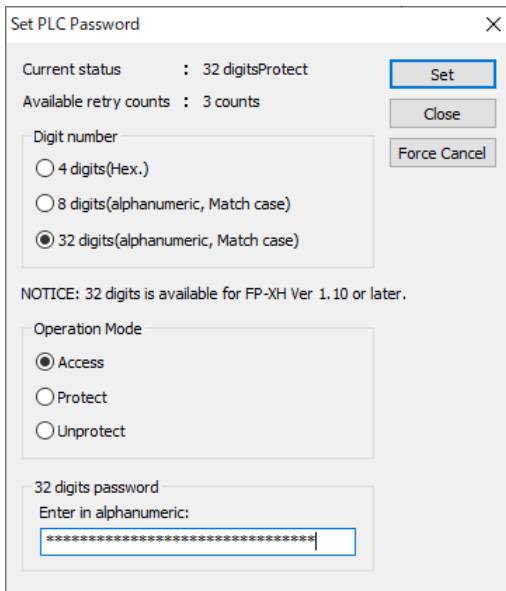 Set PLC Password
Current status : 32 digitsProtect
Set
Available retry counts : 3 counts
Close
Digit number
Force Cancel
4 digits(Hex.)
8 digits(alphanumeric, Match case)
32 digits(alphanumeric, Match case)
NOTICE: 32 digits is available for FP-XH Ver 1.10 or later.
Operation Mode
Access
Protect
Unprotect
32 digits password
Enter in alphanumeric:
********************************